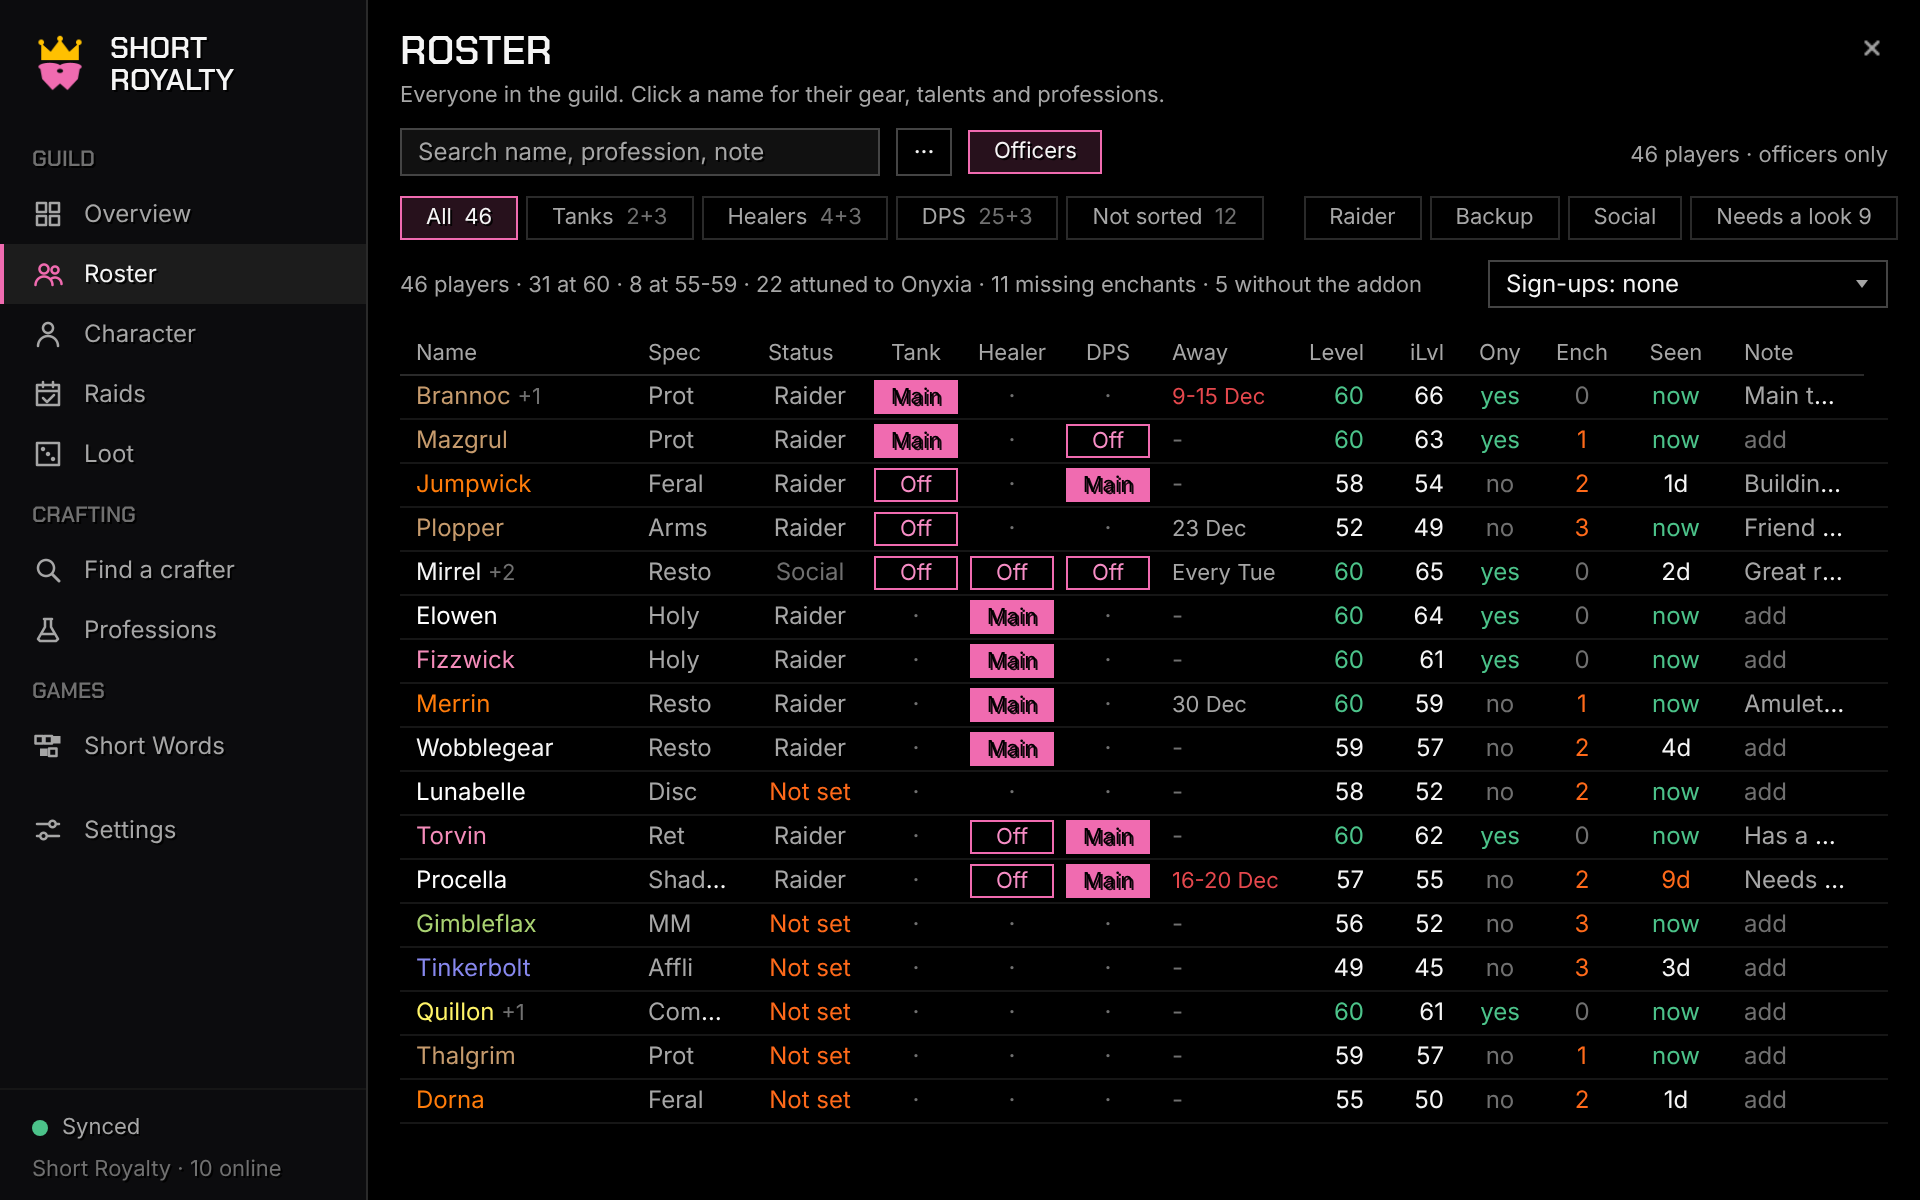 SHORT
ROYALTY
GUILD
Overview
Roster
Character
Raids
Loot
CRAFTING
Find a crafter
Professions
GAMES
Short Words
Settings
Synced
Short Royalty · 10 online
ROSTER
×
Everyone in the guild. Click a name for their gear, talents and professions.
Search name, profession, note ... Officers 46 players · officers only
All 46 Tanks 2+3 Healers 4+3 DPS 25+3 Not sorted 12 Raider Backup Social Needs a look 9
46 players · 31 at 60 · 8 at 55-59 · 22 attuned to Onyxia · 11 missing enchants · 5 without the addon Sign-ups: none
Name Spec Status Tank Healer DPS Away Level iLvl Ony Ench Seen Note
Brannoc +1 Prot Raider Main · · 9-15 Dec 60 66 yes 0 now Main t...
Mazgrul Prot Raider Main · Off - 60 63 yes 1 now add
Jumpwick Feral Raider Off · Main - 58 54 no 2 1d Buildin...
Plopper Arms Raider Off · · 23 Dec 52 49 no 3 now Friend ...
Mirrel +2 Resto Social Off Off Off Every Tue 60 65 yes 0 2d Great r...
Elowen Holy Raider · Main · - 60 64 yes 0 now add
Fizzwick Holy Raider · Main · - 60 61 yes 0 now add
Merrin Resto Raider · Main · 30 Dec 60 59 no 1 now Amulet...
Wobblegear Resto Raider · Main · - 59 57 no 2 4d add
Lunabelle Disc Not set · · · - 58 52 no 2 now add
Torvin Ret Raider · Off Main - 60 62 yes 0 now Has a ...
Procella Shad... Raider · Off Main 16-20 Dec 57 55 no 2 9d Needs ...
Gimbleflax MM Not set · · · - 56 52 no 3 now add
Tinkerbolt Affli Not set · · · - 49 45 no 3 3d add
Quillon +1 Com... Not set · · · - 60 61 yes 0 now add
Thalgrim Prot Not set · · · - 59 57 no 1 now add
Dorna Feral Not set · · · - 55 50 no 2 1d add